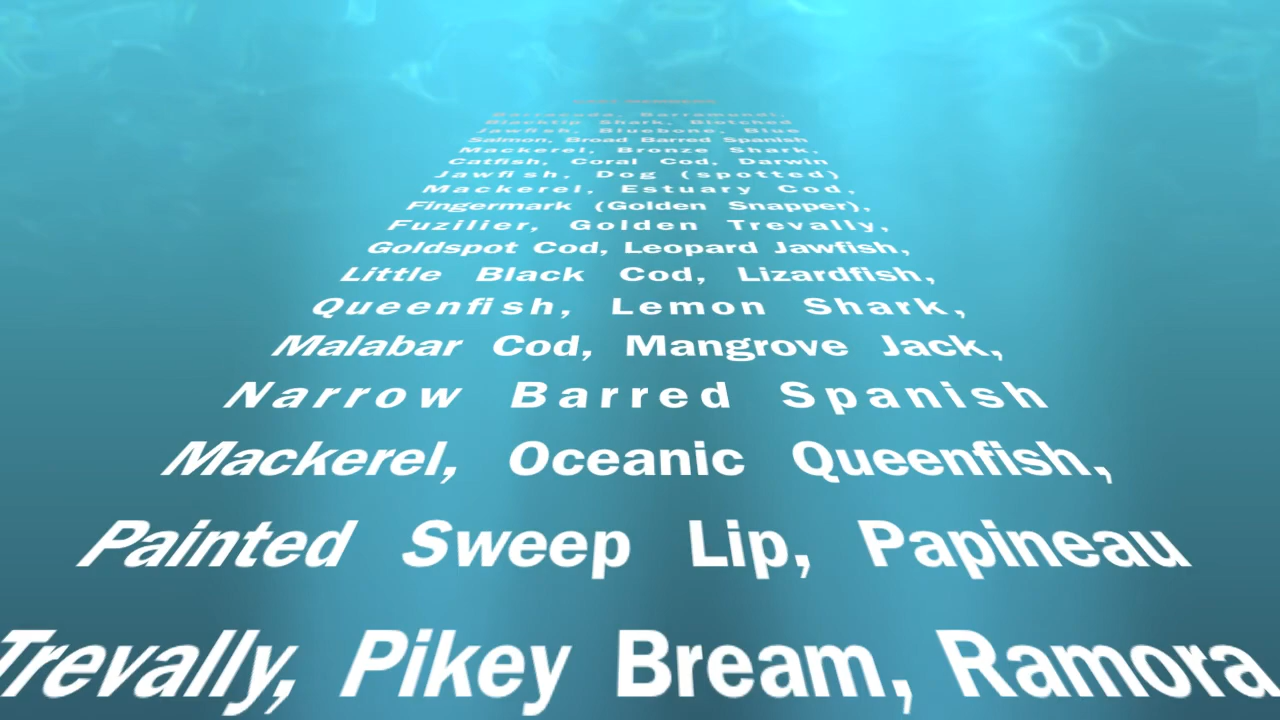 Barracuda, Barramundi,
Blacktip Shark, Blotched
Jawfish, Bluebone, Blue
Salmon, Broad Barred Spanish
Mackerel, Bronze Shark,
Catfish, Coral Cod, Darwin
Jawfish, Dog (spotted)
Mackerel, Estuary Cod,
Fingermark (Golden Snapper),
Fuzilier, Golden Trevally,
Goldspot Cod, Leopard Jawfish,
Little Black Cod, Lizardfish,
Queenfish, Lemon Shark,
Malabar Cod, Mangrove Jack,
Narrow Barred Spanish
Mackerel, Oceanic Queenfish,
Painted Sweep Lip, Papineau
Trevally, Pikey Bream, Ramora